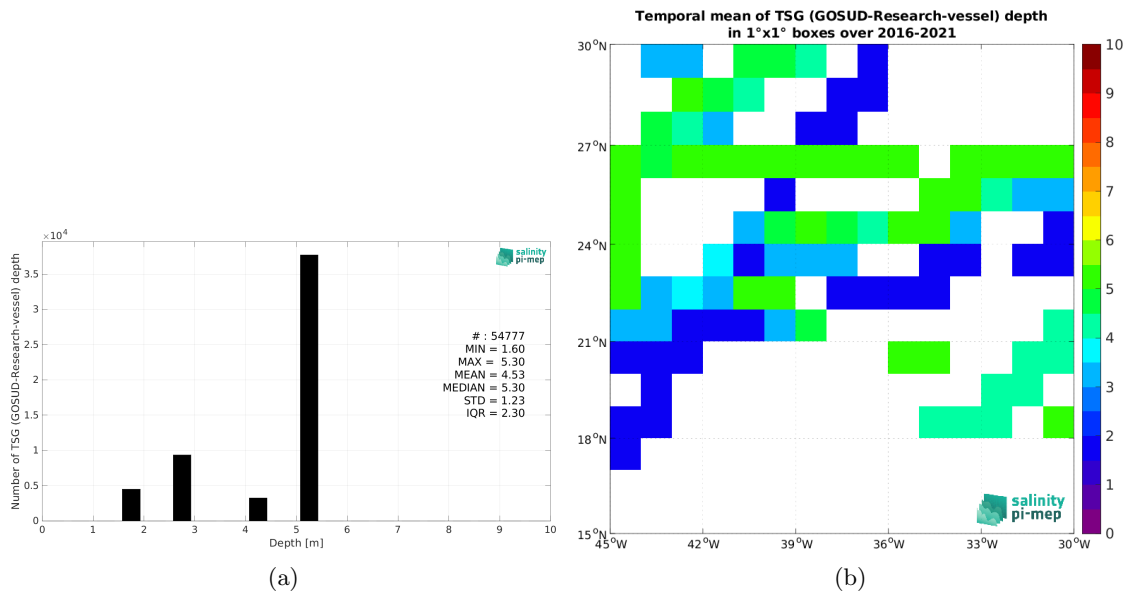 ×10⁴
3.5
3
2.5
2
1.5
1
0.5
0
0 1 2 3 4 5 6 7 8 9 10
Number of TSG (GOSUD-Research-vessel) depth
Depth [m]
salinity
pi-mep
# : 54777
MIN = 1.60
MAX = 5.30
MEAN = 4.53
MEDIAN = 5.30
STD = 1.23
IQR = 2.30
(a)
Temporal mean of TSG (GOSUD-Research-vessel) depth
in 1°x1° boxes over 2016-2021
30°N
27°N
24°N
21°N
18°N
15°N
45°W 42°W 39°W 36°W 33°W 30°W
salinity
pi-mep
10
9
8
7
6
5
4
3
2
1
0
(b)